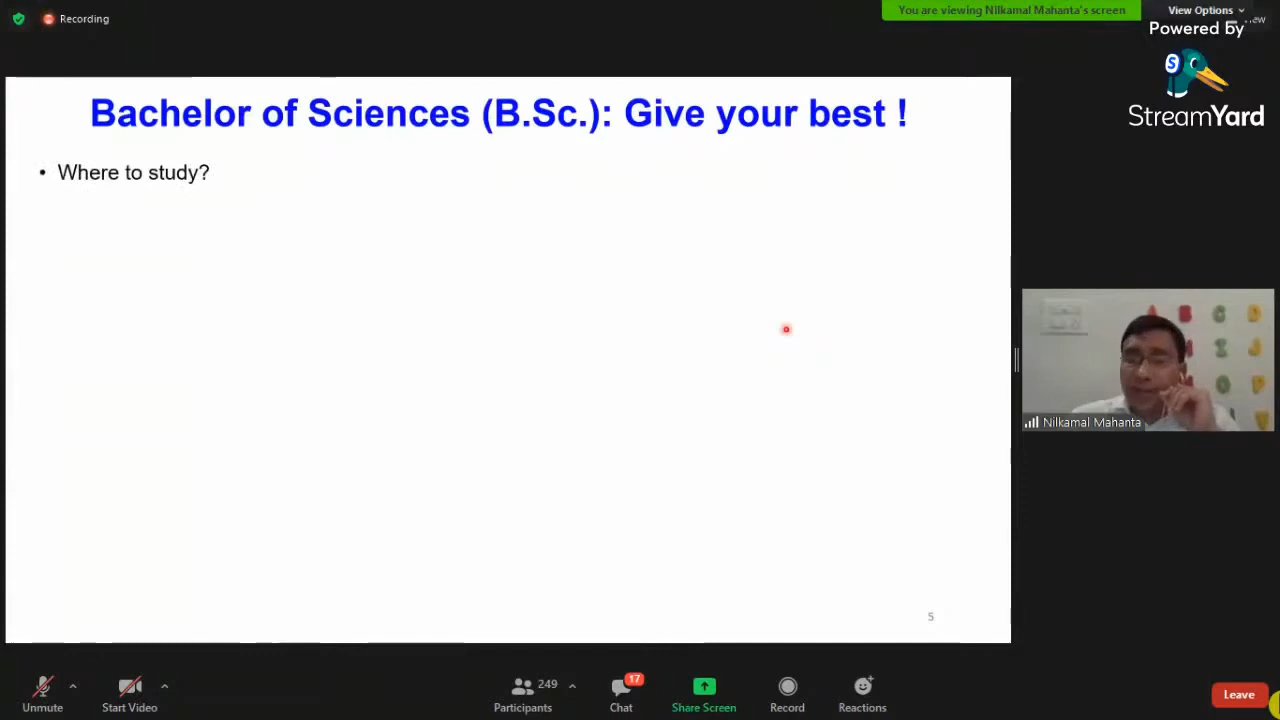 Recording
You are viewing Nilkamal Mahanta's screen
View Options
Powered by
StreamYard
Bachelor of Sciences (B.Sc.): Give your best !
• Where to study?
A B C D
J
O P
Nilkamal Mahanta
5
Unmute
Start Video
249
Participants
17
Chat
Share Screen
Record
Reactions
Leave